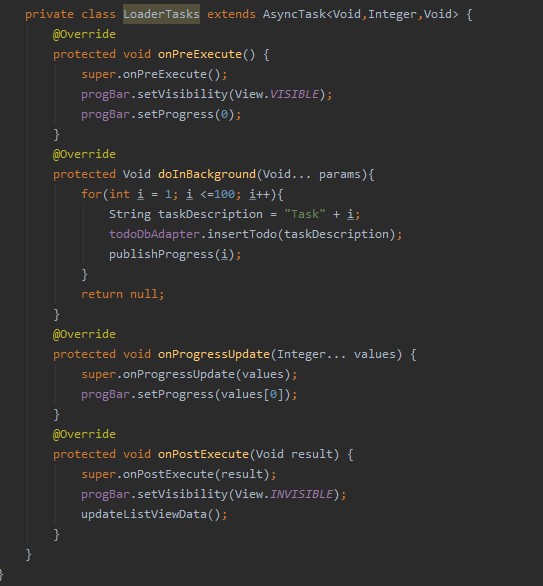 private class LoaderTasks extends AsyncTask<Void,Integer,Void> {
@Override
protected void onPreExecute() {
super.onPreExecute();
progBar.setVisibility(View.VISIBLE);
progBar.setProgress(0);
}
@Override
protected Void doInBackground(Void... params){
for(int i = 1; i <=100; i++){
String taskDescription = "Task" + i;
todoDbAdapter.insertTodo(taskDescription);
publishProgress(i);
}
return null;
}
@Override
protected void onProgressUpdate(Integer... values) {
super.onProgressUpdate(values);
progBar.setProgress(values[0]);
}
@Override
protected void onPostExecute(Void result) {
super.onPostExecute(result);
progBar.setVisibility(View.INVISIBLE);
updateListViewData();
}
}
}